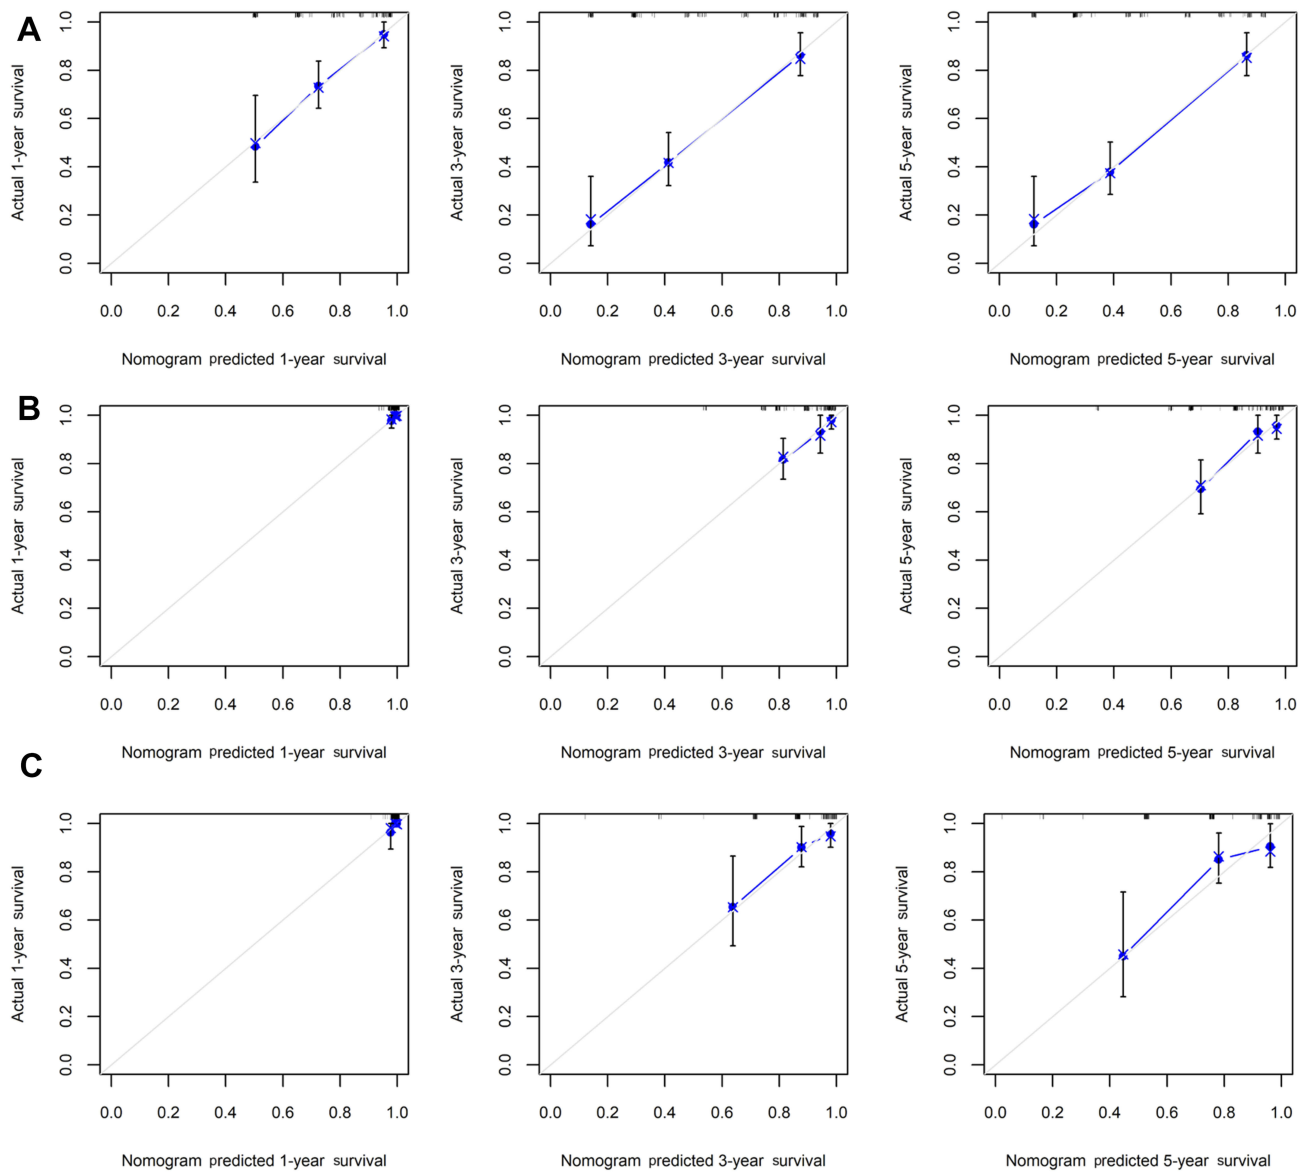 A
Actual 1-year survival
0.0 0.2 0.4 0.6 0.8 1.0
0.0 0.2 0.4 0.6 0.8 1.0
Nomogram predicted 1-year survival
Actual 3-year survival
0.0 0.2 0.4 0.6 0.8 1.0
0.0 0.2 0.4 0.6 0.8 1.0
Nomogram predicted 3-year survival
Actual 5-year survival
0.0 0.2 0.4 0.6 0.8 1.0
0.0 0.2 0.4 0.6 0.8 1.0
Nomogram predicted 5-year survival
B
Actual 1-year survival
0.0 0.2 0.4 0.6 0.8 1.0
0.0 0.2 0.4 0.6 0.8 1.0
Nomogram predicted 1-year survival
Actual 3-year survival
0.0 0.2 0.4 0.6 0.8 1.0
0.0 0.2 0.4 0.6 0.8 1.0
Nomogram predicted 3-year survival
Actual 5-year survival
0.0 0.2 0.4 0.6 0.8 1.0
0.0 0.2 0.4 0.6 0.8 1.0
Nomogram predicted 5-year survival
C
Actual 1-year survival
0.0 0.2 0.4 0.6 0.8 1.0
0.0 0.2 0.4 0.6 0.8 1.0
Nomogram predicted 1-year survival
Actual 3-year survival
0.0 0.2 0.4 0.6 0.8 1.0
0.0 0.2 0.4 0.6 0.8 1.0
Nomogram predicted 3-year survival
Actual 5-year survival
0.0 0.2 0.4 0.6 0.8 1.0
0.0 0.2 0.4 0.6 0.8 1.0
Nomogram predicted 5-year survival